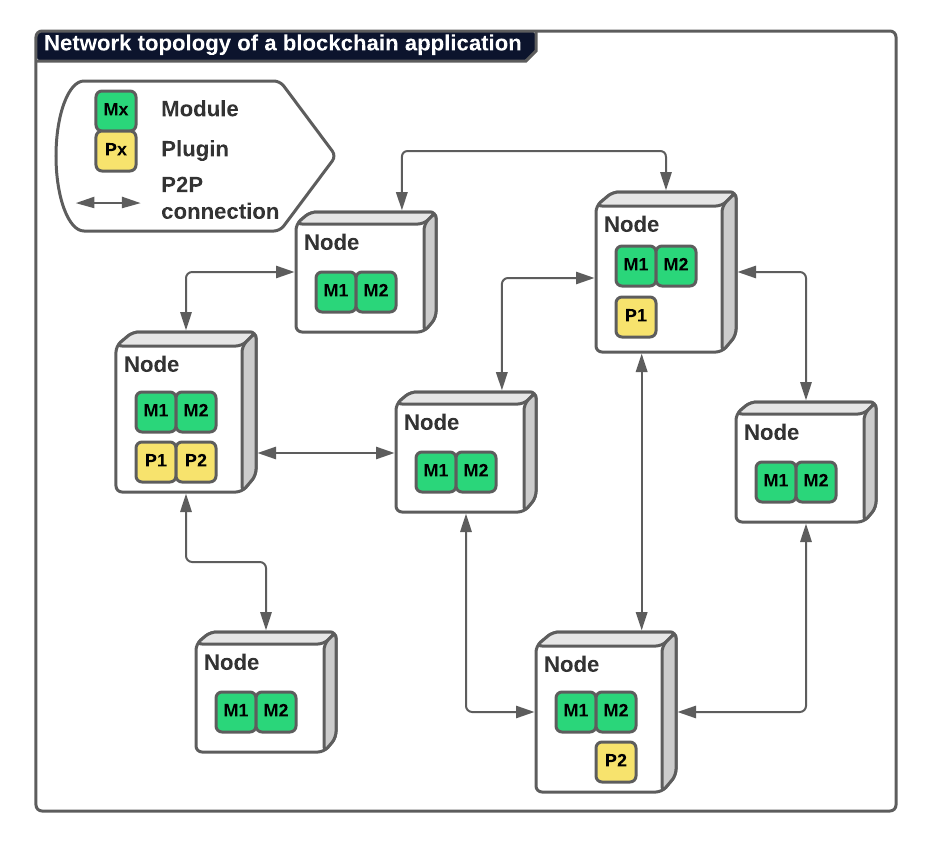 Network topology of a blockchain application
Mx Module
Px Plugin
P2P
connection
Node
M1 M2
Node
M1 M2
P1
Node
M1 M2
P1 P2
Node
M1 M2
Node
M1 M2
Node
M1 M2
Node
M1 M2
P2